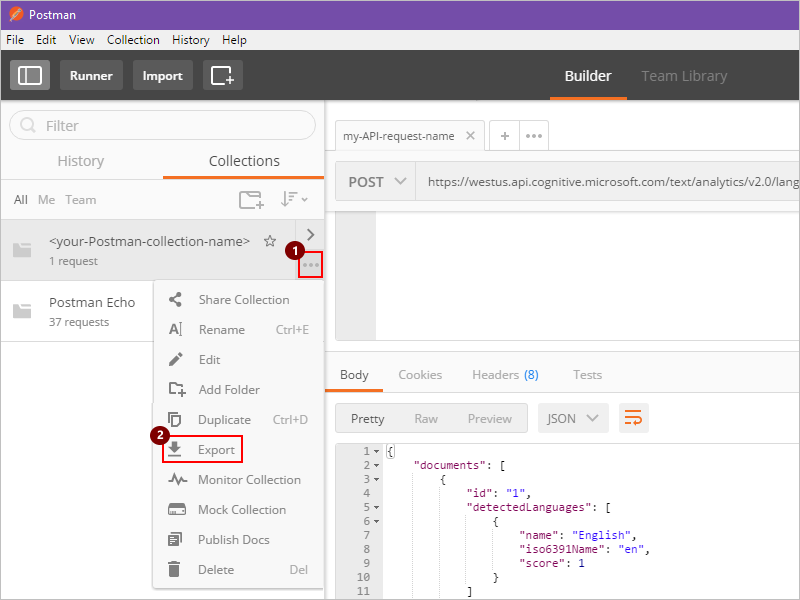 Postman
File Edit View Collection History Help
Runner Import Builder Team Library
Filter
History Collections
All Me Team
<your-Postman-collection-name>
1 request
1
Postman Echo
37 requests
Share Collection
Rename Ctrl+E
Edit
Add Folder
Duplicate Ctrl+D
2
Export
Monitor Collection
Mock Collection
Publish Docs
Delete Del
my-API-request-name
POST https://westus.api.cognitive.microsoft.com/text/analytics/v2.0/lang
Body Cookies Headers (8) Tests
Pretty Raw Preview JSON
1 {
2 "documents": [
3 {
4 "id": "1",
5 "detectedLanguages": [
6 {
7 "name": "English",
8 "iso6391Name": "en",
9 "score": 1
10 }
11 ]